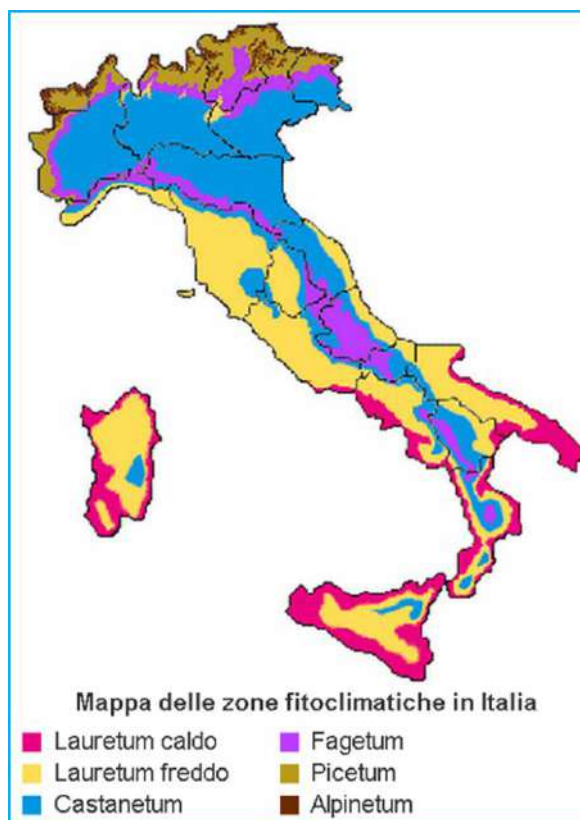 Mappa delle zone fitoclimatiche in Italia
Lauretum caldo
Lauretum freddo
Castanetum
Fagetum
Picetum
Alpinetum